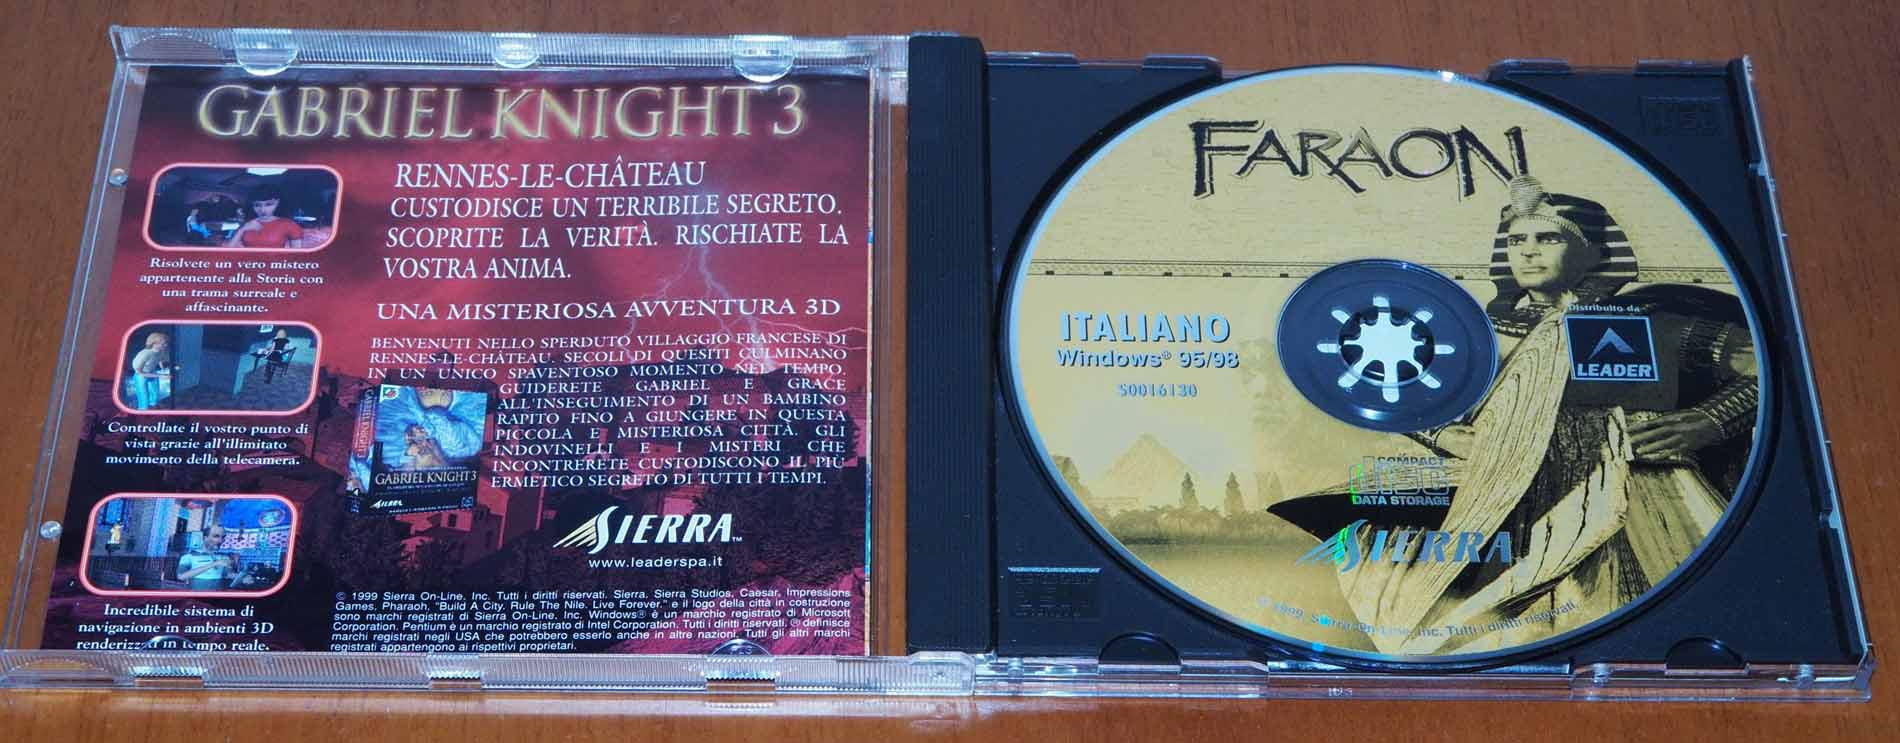 GABRIEL KNIGHT 3
RENNES-LE-CHÂTEAU
CUSTODISCE UN TERRIBILE SEGRETO.
SCOPRITE LA VERITÀ. RISCHIATE LA
VOSTRA ANIMA.
UNA MISTERIOSA AVVENTURA 3D
BENVENUTI NELLO SPERDUTO VILLAGGIO FRANCESE DI
RENNES-LE-CHÂTEAU. SECOLI DI QUESITI CULMINANO
IN UN UNICO SPAVENTOSO MOMENTO NEL TEMPO.
GUIDERETE GABRIEL E GRACE
ALL'INSEGUIMENTO DI UN BAMBINO
RAPITO FINO A GIUNGERE IN QUESTA
PICCOLA E MISTERIOSA CITTÀ. GLI
INDOVINELLI E I MISTERI CHE
INCONTRERETE CUSTODISCONO IL PIÙ
ERMETICO SEGRETO DI TUTTI I TEMPI.
Risolvete un vero mistero
appartenente alla Storia con
una trama surreale e
affascinante.
Controllate il vostro punto di
vista grazie all'illimitato
movimento della telecamera.
Incredibile sistema di
navigazione in ambienti 3D
renderizzati in tempo reale.
GABRIEL KNIGHT
GABRIEL KNIGHT 3
SIERRA
SIERRA™
www.leaderspa.it
© 1999 Sierra On-Line, Inc. Tutti i diritti riservati. Sierra, Sierra Studios, Caesar, Impressions
Games, Pharaoh, "Build A City. Rule The Nile. Live Forever." e il logo della città in costruzione
sono marchi registrati di Sierra On-Line, Inc. Windows® è un marchio registrato di Microsoft
Corporation. Pentium è un marchio registrato di Intel Corporation. Tutti i diritti riservati. ® definisce
marchi registrati negli USA che potrebbero esserlo anche in altre nazioni. Tutti gli altri marchi
registrati appartengono ai rispettivi proprietari.
FARAON
ITALIANO
Windows® 95/98
S0016130
Distribuito da
LEADER
COMPACT
disc
DATA STORAGE
SIERRA
© 1999, Sierra On-Line, Inc. Tutti i diritti riservati.